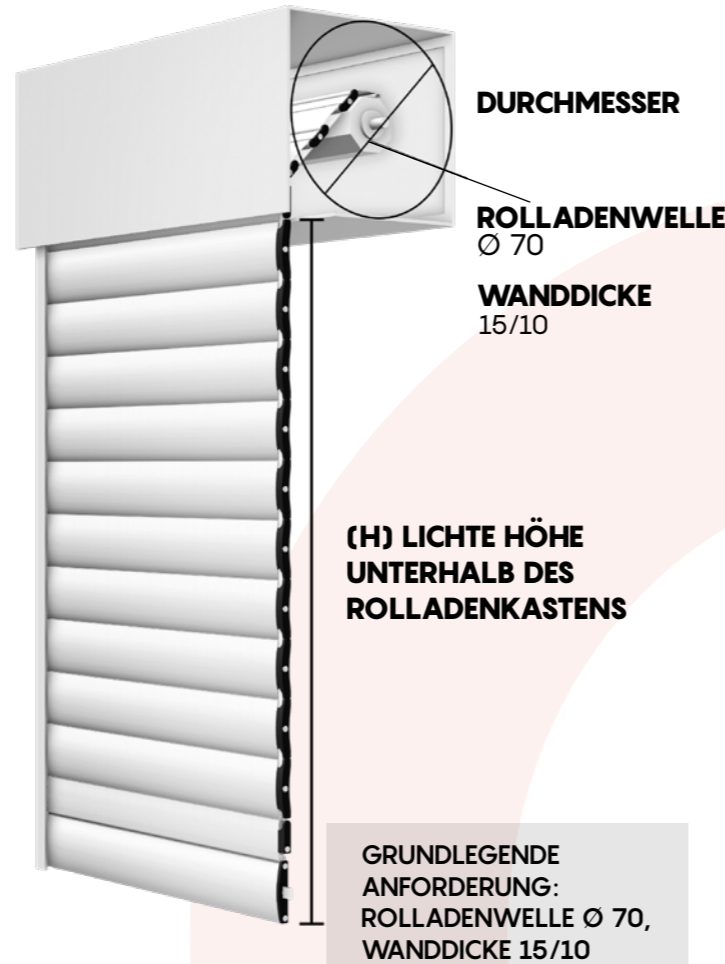 DURCHMESSER
ROLLADENWELLE
Ø 70
WANDDICKE
15/10
(H) LICHTE HÖHE
UNTERHALB DES
ROLLADENKASTENS
GRUNDLEGENDE
ANFORDERUNG:
ROLLADENWELLE Ø 70,
WANDDICKE 15/10